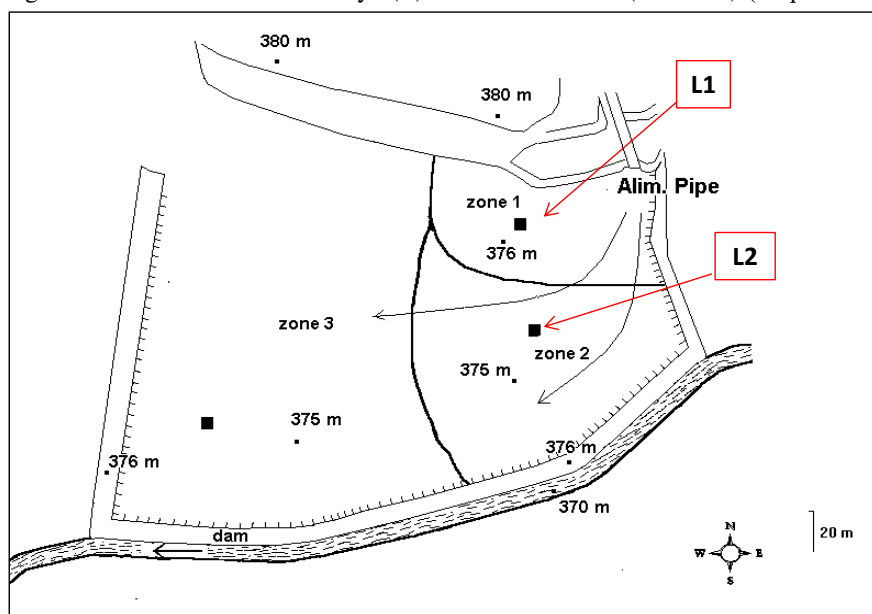 380 m
380 m
L1
Alim. Pipe
zone 1
376 m
L2
zone 3
zone 2
375 m
375 m
376 m
376 m
370 m
dam
N
W E
S
20 m